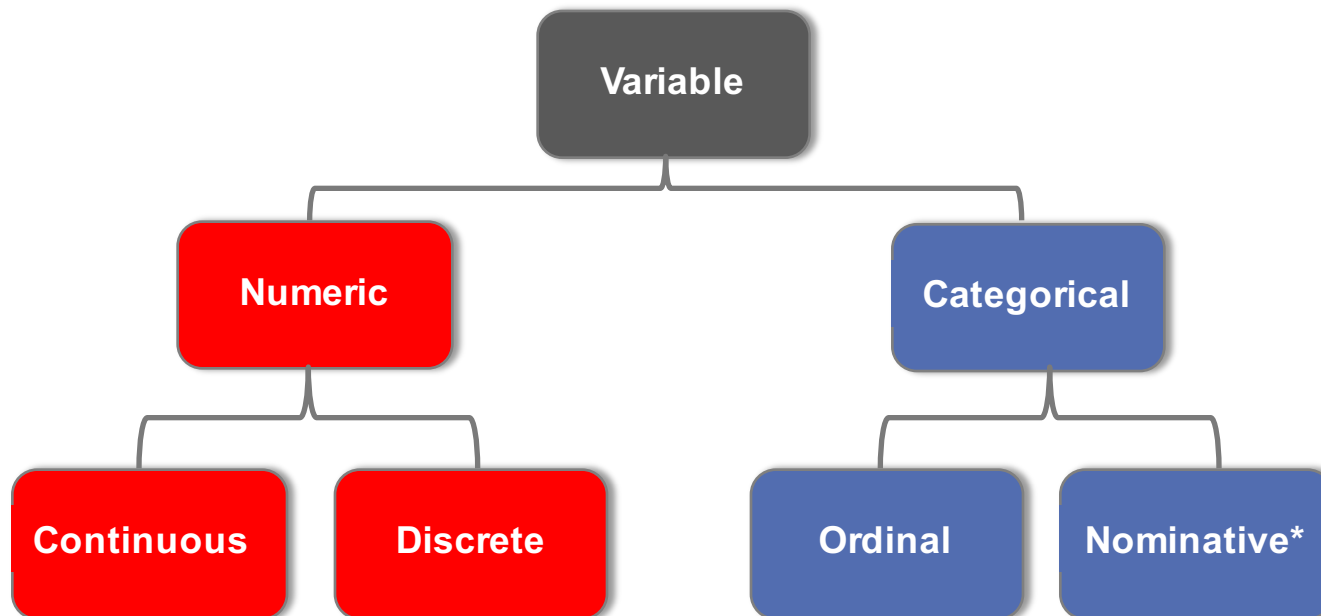 Variable
Numeric
Categorical
Continuous
Discrete
Ordinal
Nominative*